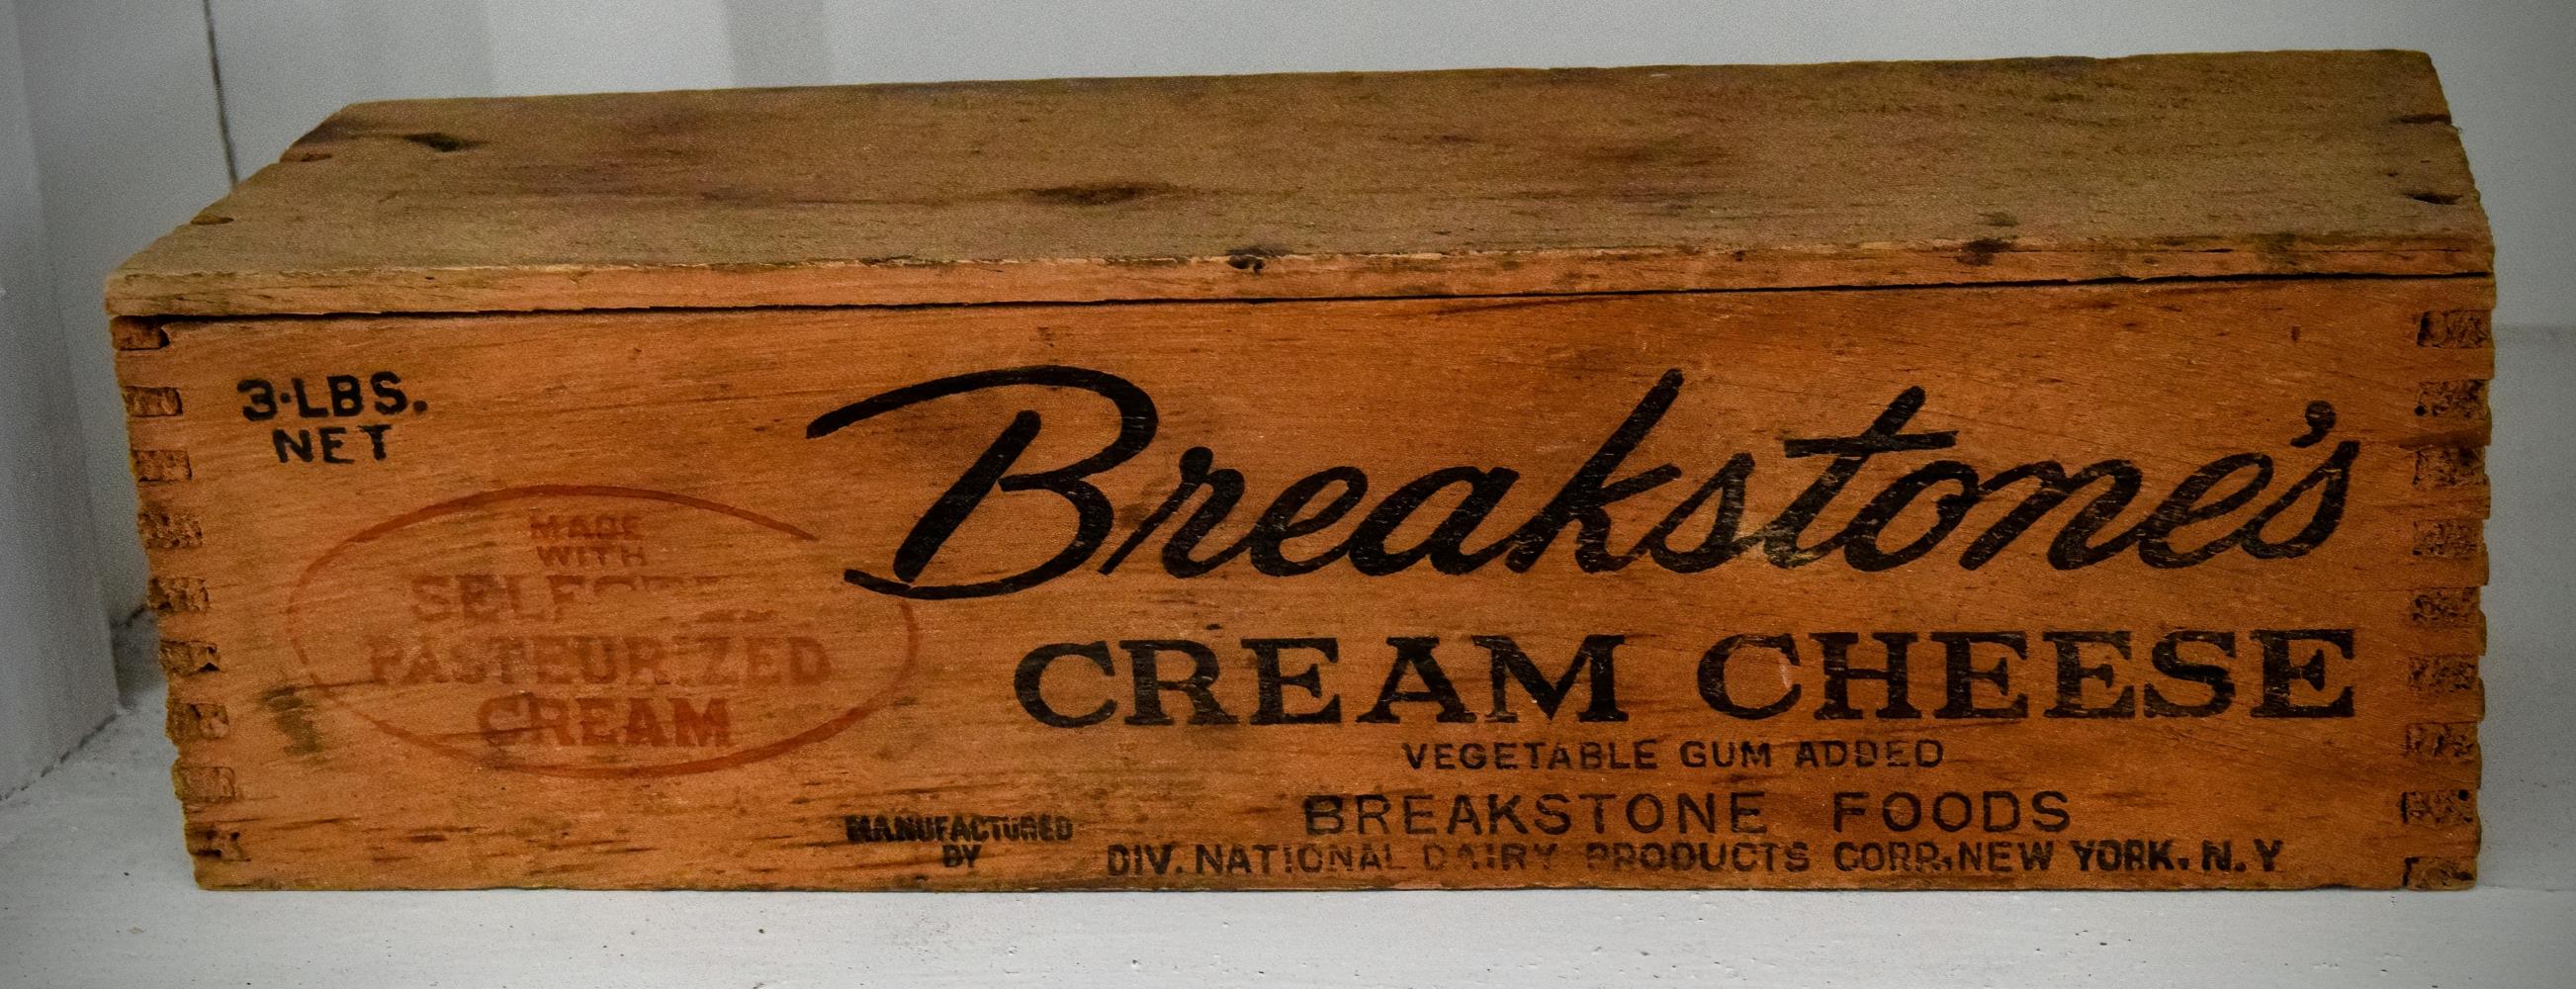 3·LBS.
NET
MADE
WITH
SELECTED
PASTEURIZED
CREAM
Breakstone's
CREAM CHEESE
VEGETABLE GUM ADDED
MANUFACTURED
BY
BREAKSTONE FOODS
DIV. NATIONAL DAIRY PRODUCTS CORP., NEW YORK, N.Y